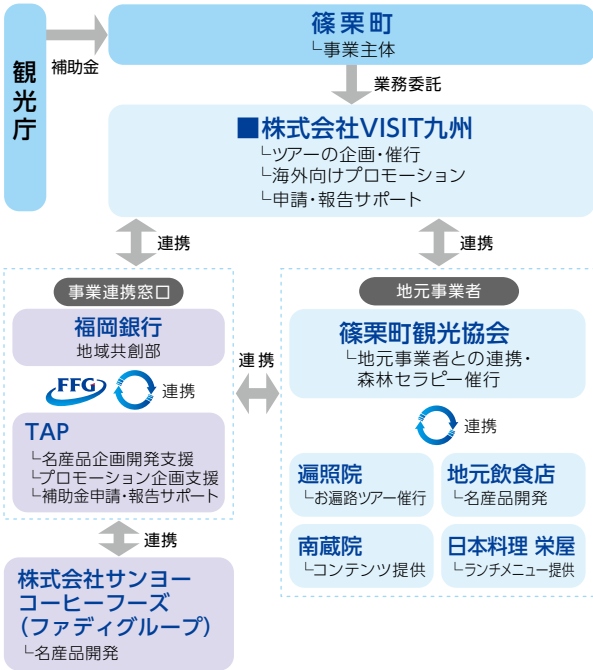 観光庁
補助金
篠栗町
└事業主体
業務委託
■株式会社VISIT九州
└ツアーの企画・催行
└海外向けプロモーション
└申請・報告サポート
連携
連携
事業連携窓口
福岡銀行
地域共創部
FFG
連携
TAP
└名産品企画開発支援
└プロモーション企画支援
└補助金申請・報告サポート
連携
株式会社サンヨー
コーヒーフーズ
（ファディグループ）
└名産品開発
連携
地元事業者
篠栗町観光協会
└地元事業者との連携・
森林セラピー催行
連携
遍照院
└お遍路ツアー催行
地元飲食店
└名産品開発
南蔵院
└コンテンツ提供
日本料理 栄屋
└ランチメニュー提供